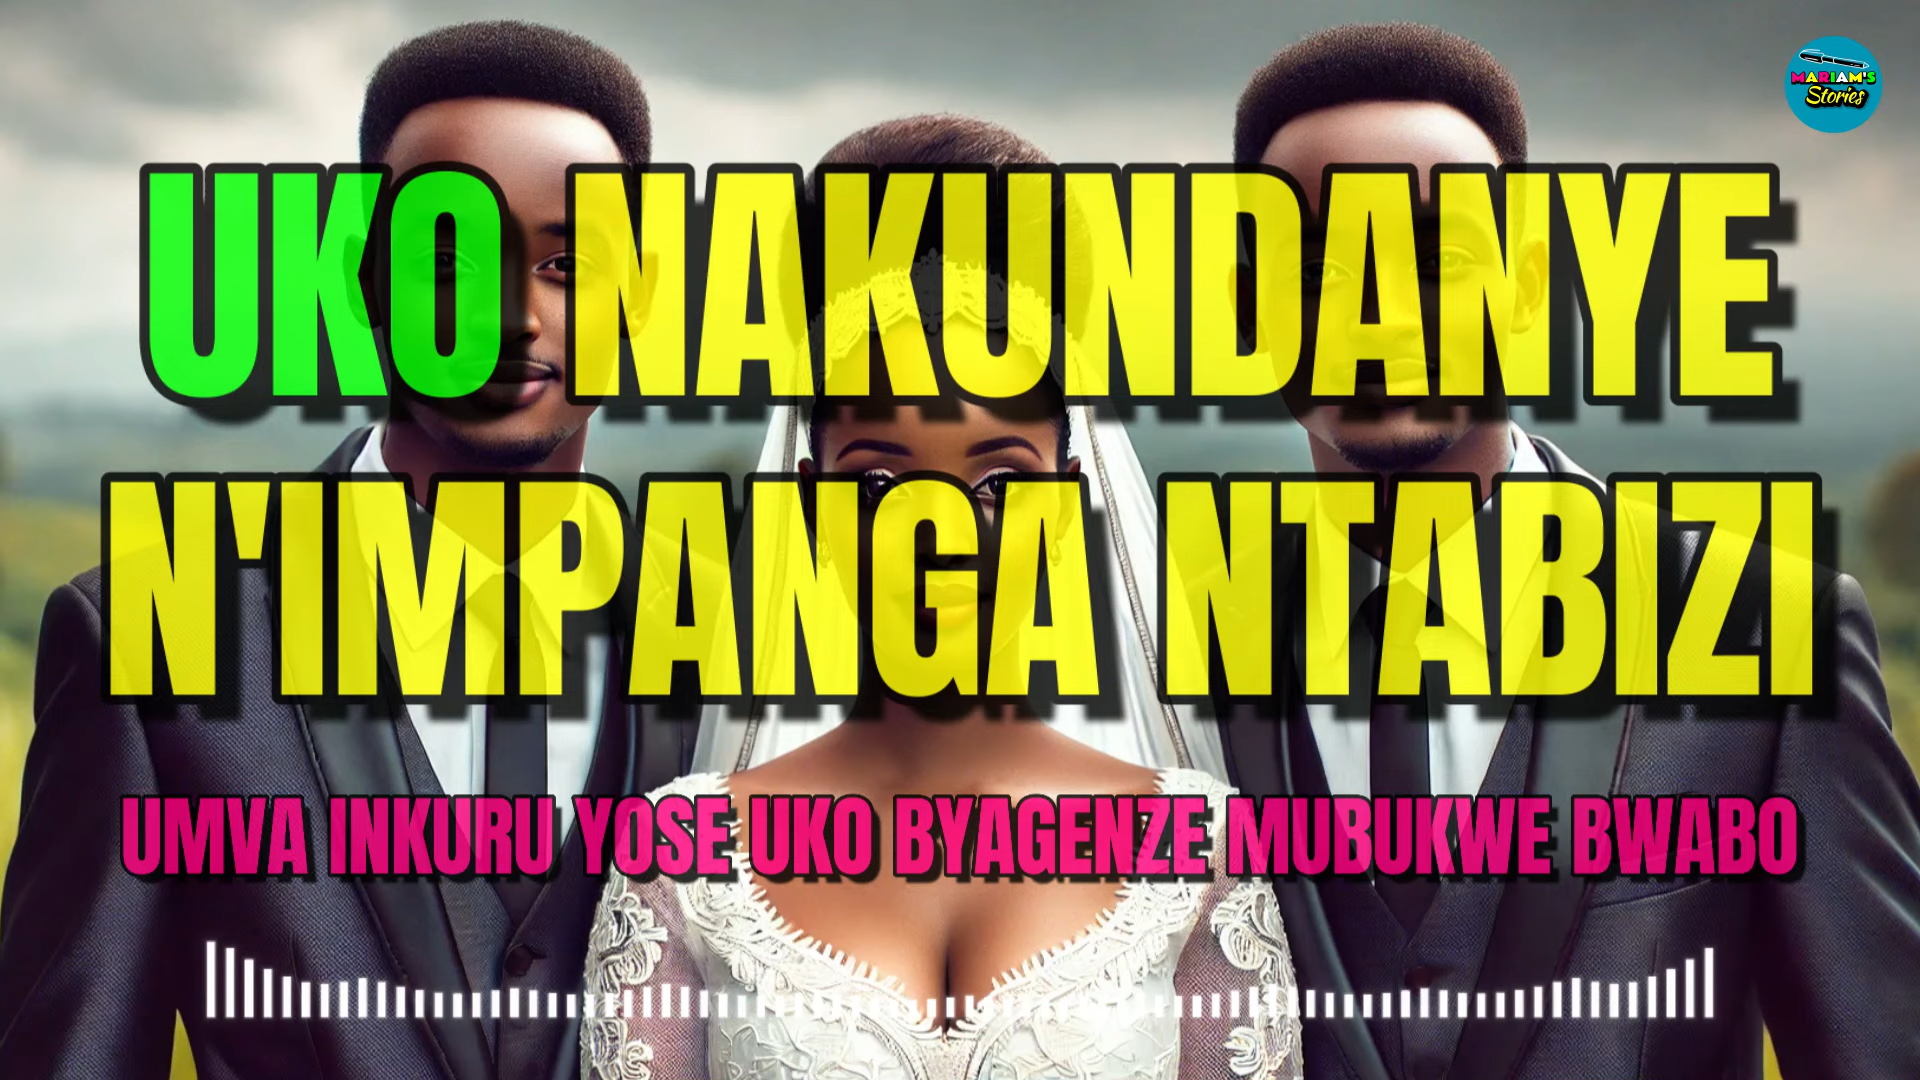 MARIAM'S
Stories
UKO NAKUNDANYE
N'IMPANGA NTABIZI
UMVA INKURU YOSE UKO BYAGENZE MUBUKWE BWABO